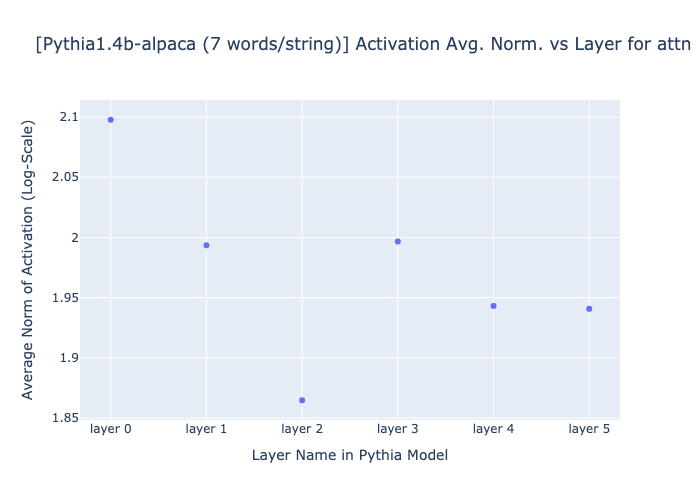 [Pythia1.4b-alpaca (7 words/string)] Activation Avg. Norm. vs Layer for attn
Average Norm of Activation (Log-Scale)
2.1
2.05
2
1.95
1.9
1.85
layer 0 layer 1 layer 2 layer 3 layer 4 layer 5
Layer Name in Pythia Model